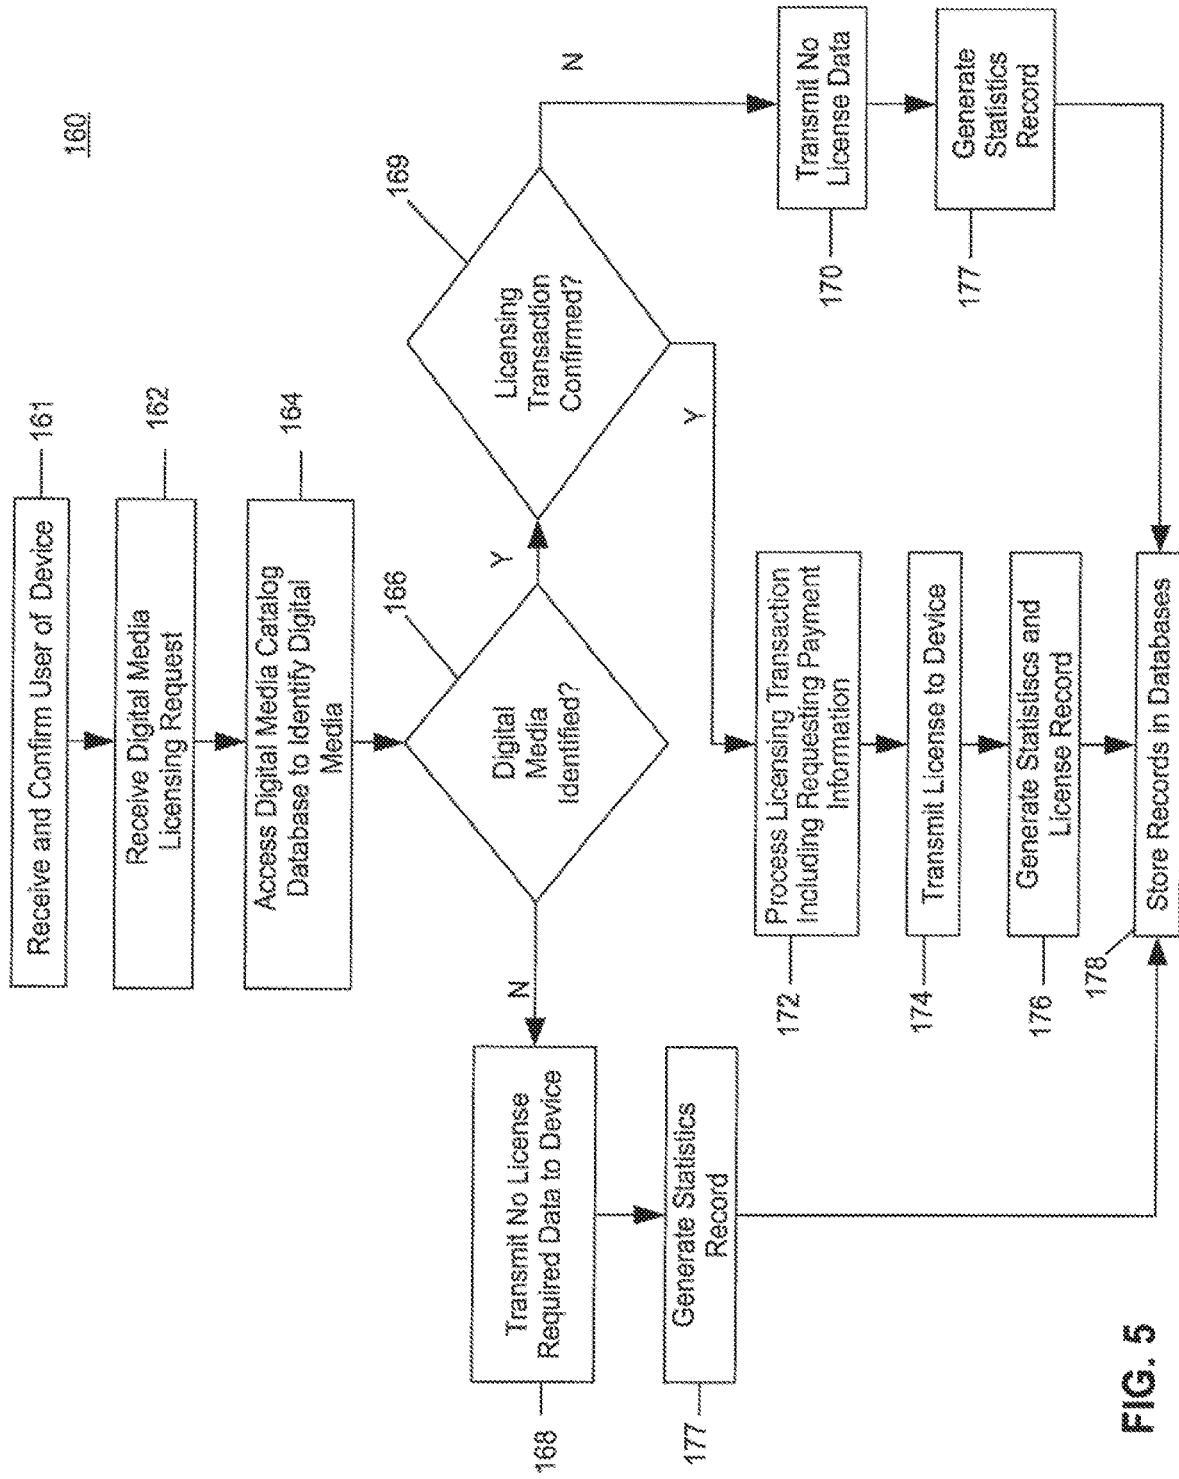 160
Receive and Confirm User of Device
161
Receive Digital Media
Licensing Request
162
Access Digital Media Catalog
Database to Identify Digital
Media
164
Digital
Media
Identified?
166
Y
N
Licensing
Transaction
Confirmed?
169
Y
N
Transmit No License
Required Data to Device
168
Generate Statistics
Record
177
Process Licensing Transaction
Including Requesting Payment
Information
172
Transmit License to Device
174
Generate Statistiscs and
License Record
176
Transmit No
License Data
170
Generate
Statistics
Record
177
Store Records in Databases
178
FIG. 5